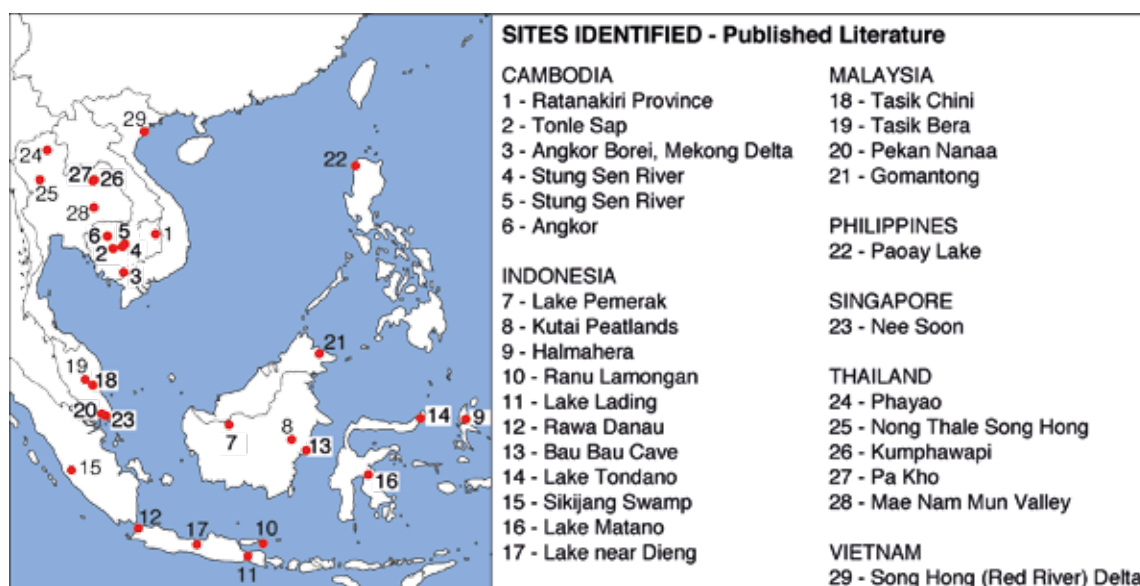 SITES IDENTIFIED - Published Literature
CAMBODIA
1 - Ratanakiri Province
2 - Tonle Sap
3 - Angkor Borei, Mekong Delta
4 - Stung Sen River
5 - Stung Sen River
6 - Angkor
INDONESIA
7 - Lake Pemerak
8 - Kutai Peatlands
9 - Halmahera
10 - Ranu Lamongan
11 - Lake Lading
12 - Rawa Danau
13 - Bau Bau Cave
14 - Lake Tondano
15 - Sikijang Swamp
16 - Lake Matano
17 - Lake near Dieng
MALAYSIA
18 - Tasik Chini
19 - Tasik Bera
20 - Pekan Nanaa
21 - Gomantong
PHILIPPINES
22 - Paoay Lake
SINGAPORE
23 - Nee Soon
THAILAND
24 - Phayao
25 - Nong Thale Song Hong
26 - Kumphawapi
27 - Pa Kho
28 - Mae Nam Mun Valley
VIETNAM
29 - Song Hong (Red River) Delta
29
24
22
27
26
25
28
6
5
1
2
4
3
21
19
18
20
23
14
9
7
8
13
15
16
12
17
10
11